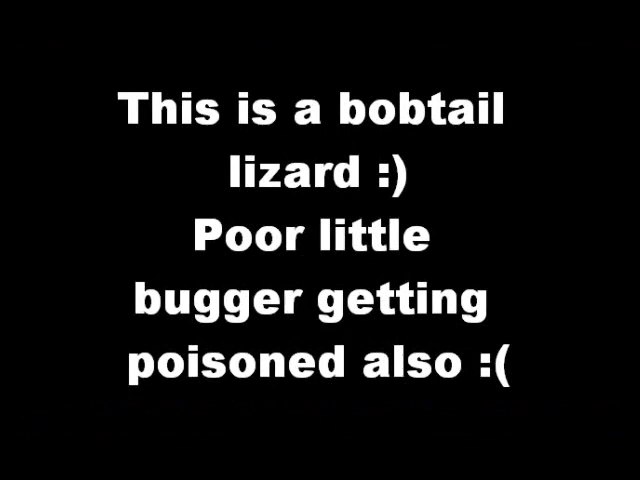 This is a bobtail
lizard :)
Poor little
bugger getting
poisoned also :(